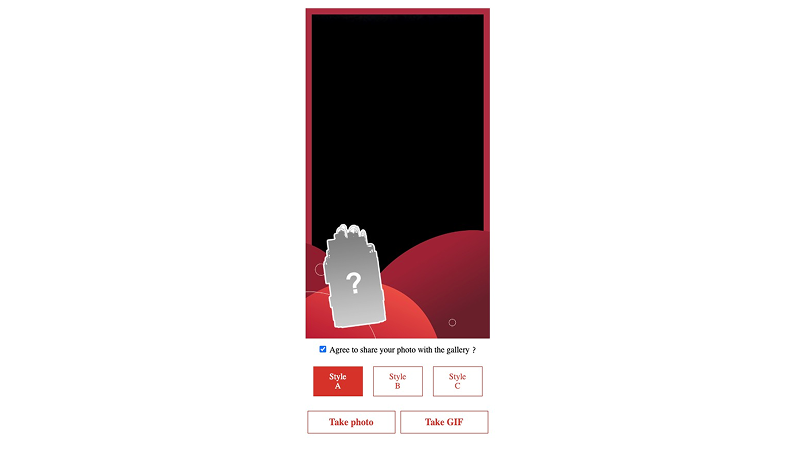 ?
Agree to share your photo with the gallery ?
Style
A
Style
B
Style
C
Take photo
Take GIF